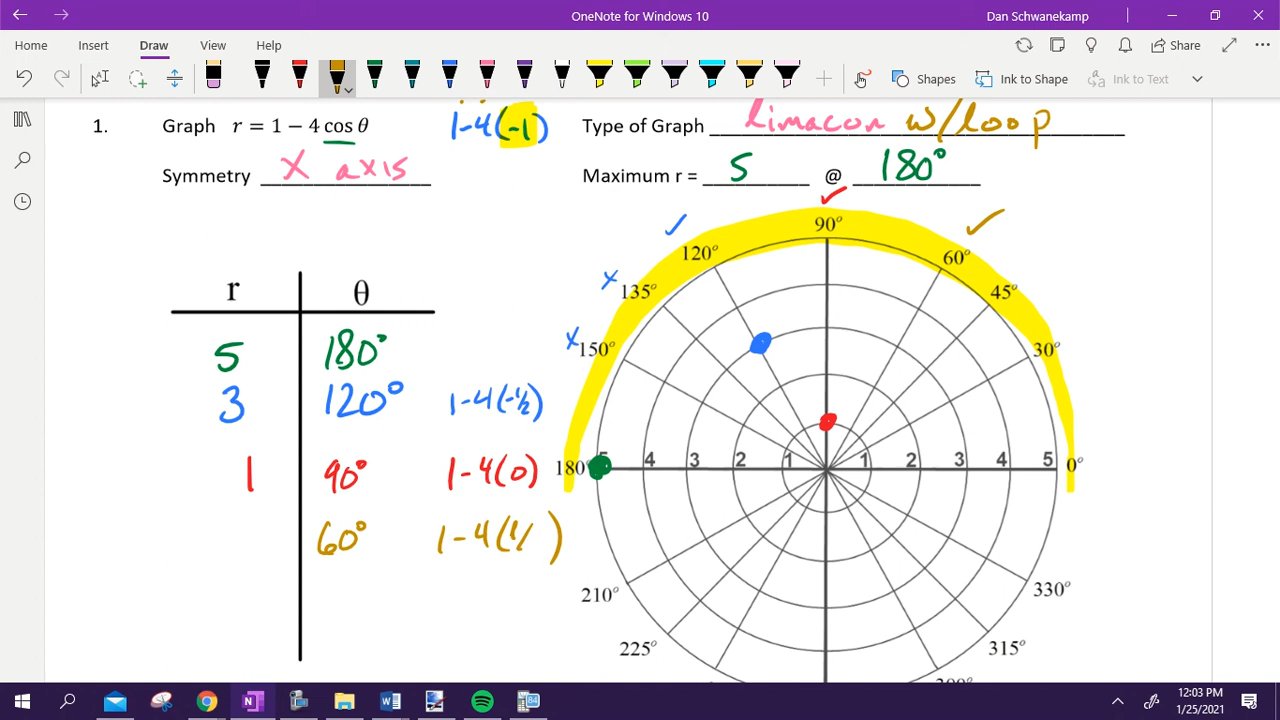 OneNote for Windows 10
Dan Schwanekamp
Home Insert Draw View Help
Share
Shapes
Ink to Shape
Ink to Text
1. Graph r = 1 − 4 cos θ
1-4(-1)
Type of Graph limacon w/loop
Symmetry X axis
Maximum r = 5 @ 180°
r θ
5 180°
3 120° 1-4(-1/2)
1 90° 1-4(0)
60° 1-4(1/ )
90°
120° 60°
135° 45°
150° 30°
180° 5 4 3 2 1 1 2 3 4 5 0°
210° 330°
225° 315°
300°
12:03 PM
1/25/2021